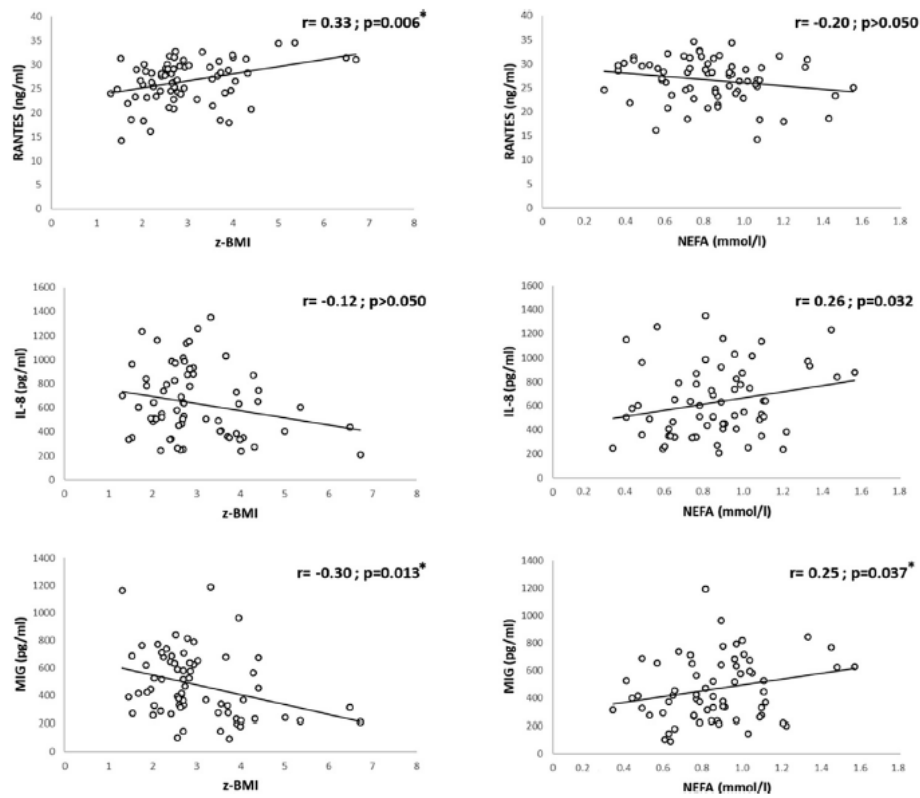 r= 0.33 ; p=0.006*
RANTES (ng/ml)
40
35
30
25
20
15
10
5
0
0 1 2 3 4 5 6 7 8
z-BMI
r= -0.20 ; p>0.050
RANTES (ng/ml)
40
35
30
25
20
15
10
5
0
0 0.2 0.4 0.6 0.8 1.0 1.2 1.4 1.6 1.8
NEFA (mmol/l)
r= -0.12 ; p>0.050
IL-8 (pg/ml)
1600
1400
1200
1000
800
600
400
200
0
0 1 2 3 4 5 6 7 8
z-BMI
r= 0.26 ; p=0.032
IL-8 (pg/ml)
1600
1400
1200
1000
800
600
400
200
0
0 0.2 0.4 0.6 0.8 1.0 1.2 1.4 1.6 1.8
NEFA (mmol/l)
r= -0.30 ; p=0.013*
MIG (pg/ml)
1400
1200
1000
800
600
400
200
0
0 1 2 3 4 5 6 7 8
z-BMI
r= 0.25 ; p=0.037*
MIG (pg/ml)
1400
1200
1000
800
600
400
200
0
0 0.2 0.4 0.6 0.8 1.0 1.2 1.4 1.6 1.8
NEFA (mmol/l)